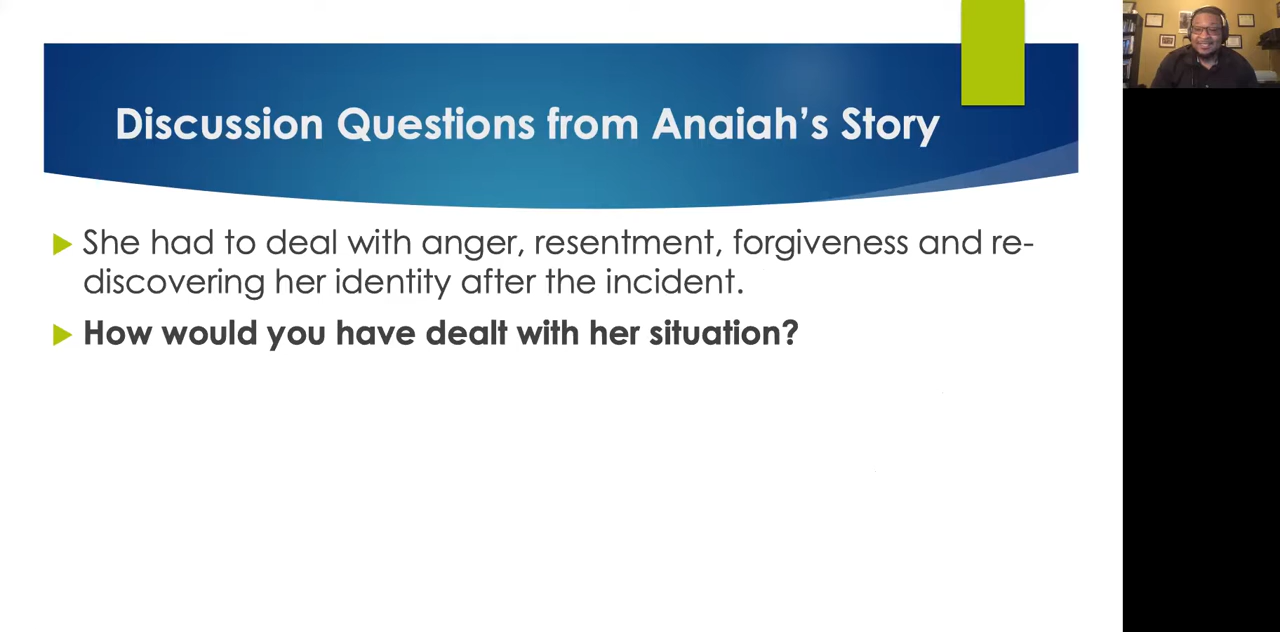 Discussion Questions from Anaiah's Story
She had to deal with anger, resentment, forgiveness and re-
discovering her identity after the incident.
How would you have dealt with her situation?